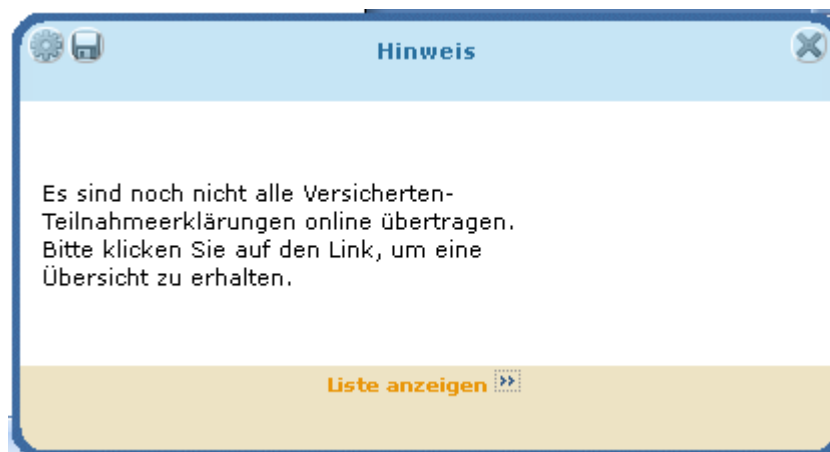 Hinweis
Es sind noch nicht alle Versicherten-
Teilnahmeerklärungen online übertragen.
Bitte klicken Sie auf den Link, um eine
Übersicht zu erhalten.
Liste anzeigen